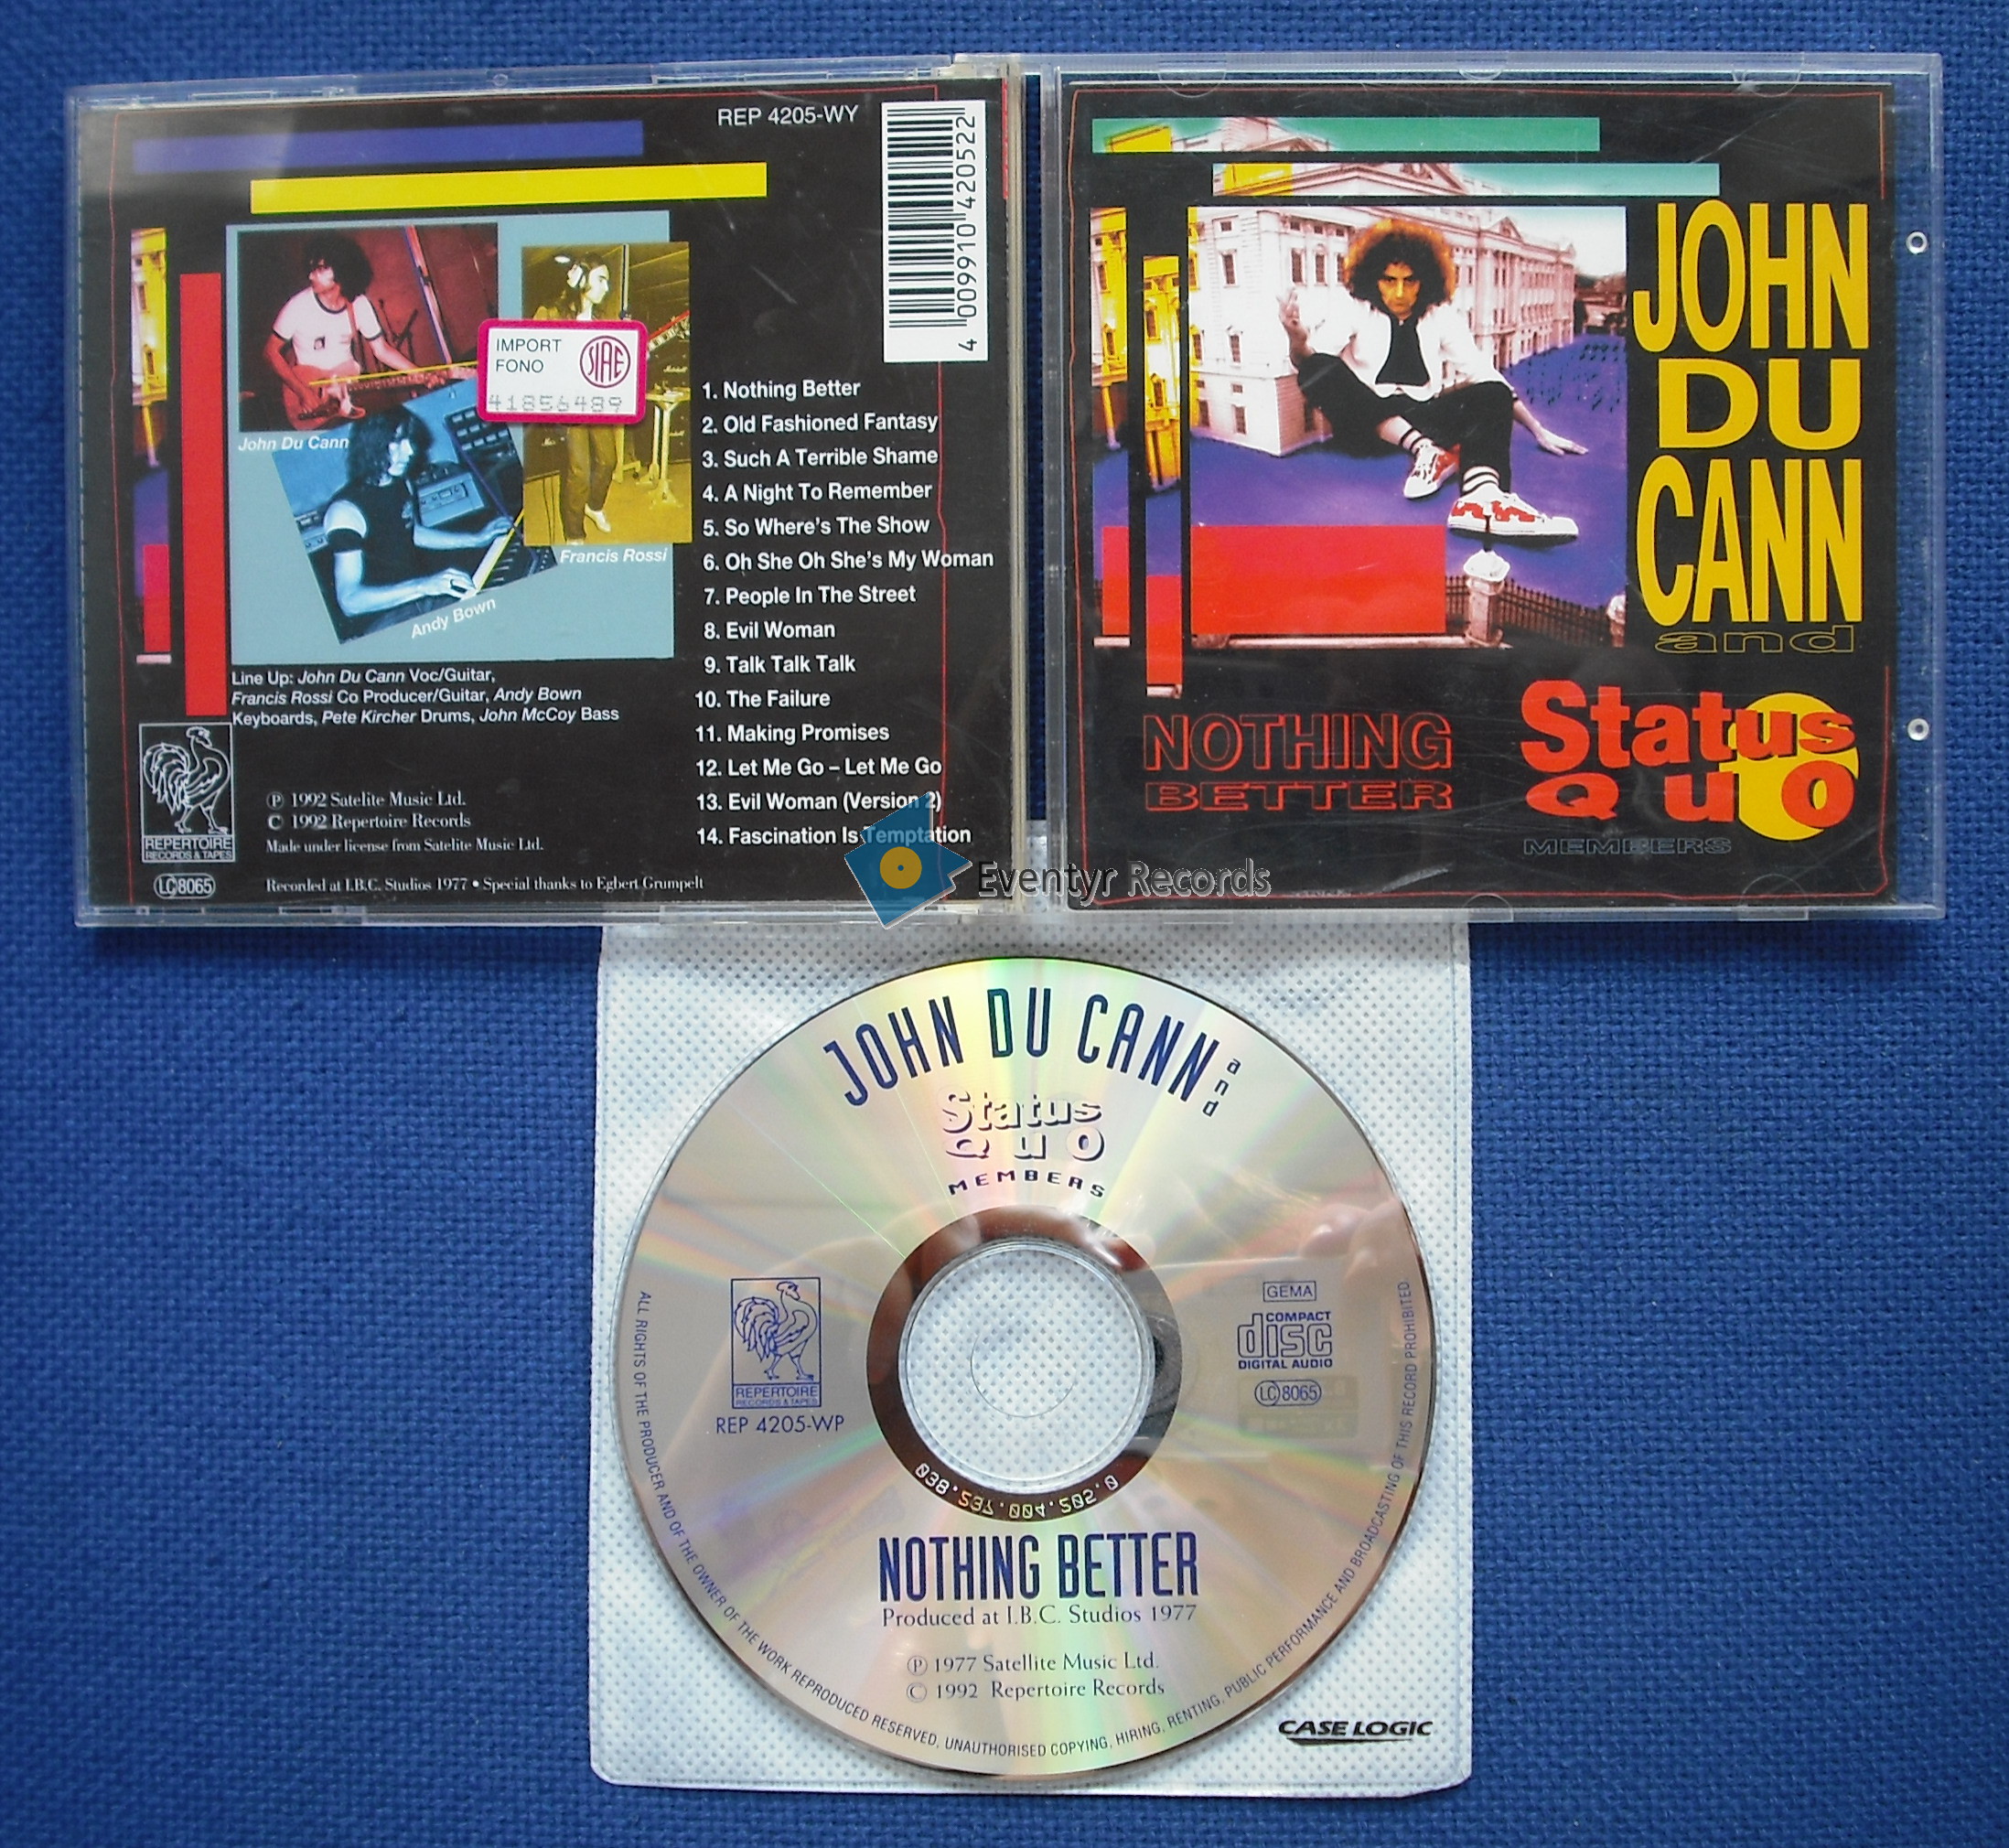 REP 4205-WY
4 009910 420522
IMPORT
FONO
SIAE
41856489
John Du Cann
Andy Bown
Francis Rossi
1. Nothing Better
2. Old Fashioned Fantasy
3. Such A Terrible Shame
4. A Night To Remember
5. So Where's The Show
6. Oh She Oh She's My Woman
7. People In The Street
8. Evil Woman
9. Talk Talk Talk
10. The Failure
11. Making Promises
12. Let Me Go – Let Me Go
13. Evil Woman (Version 2)
14. Fascination Is Temptation
Line Up: John Du Cann Voc/Guitar,
Francis Rossi Co Producer/Guitar, Andy Bown
Keyboards, Pete Kircher Drums, John McCoy Bass
REPERTOIRE
RECORDS & TAPES
LC 8065
℗ 1992 Satelite Music Ltd.
© 1992 Repertoire Records
Made under license from Satelite Music Ltd.
Recorded at I.B.C. Studios 1977 • Special thanks to Egbert Grumpelt
JOHN
DU
CANN
and
Status
Quo
MEMBERS
NOTHING
BETTER
Eventyr Records
JOHN DU CANN
and
Status
Quo
MEMBERS
REPERTOIRE
RECORDS & TAPES
REP 4205-WP
GEMA
COMPACT
disc
DIGITAL AUDIO
LC 8065
038.237.004.205.0
NOTHING BETTER
Produced at I.B.C. Studios 1977
℗ 1977 Satellite Music Ltd.
© 1992 Repertoire Records
ALL RIGHTS OF THE PRODUCER AND OF THE OWNER OF THE WORK REPRODUCED RESERVED. UNAUTHORISED COPYING, HIRING, RENTING, PUBLIC PERFORMANCE AND BROADCASTING OF THIS RECORD PROHIBITED
CASE LOGIC